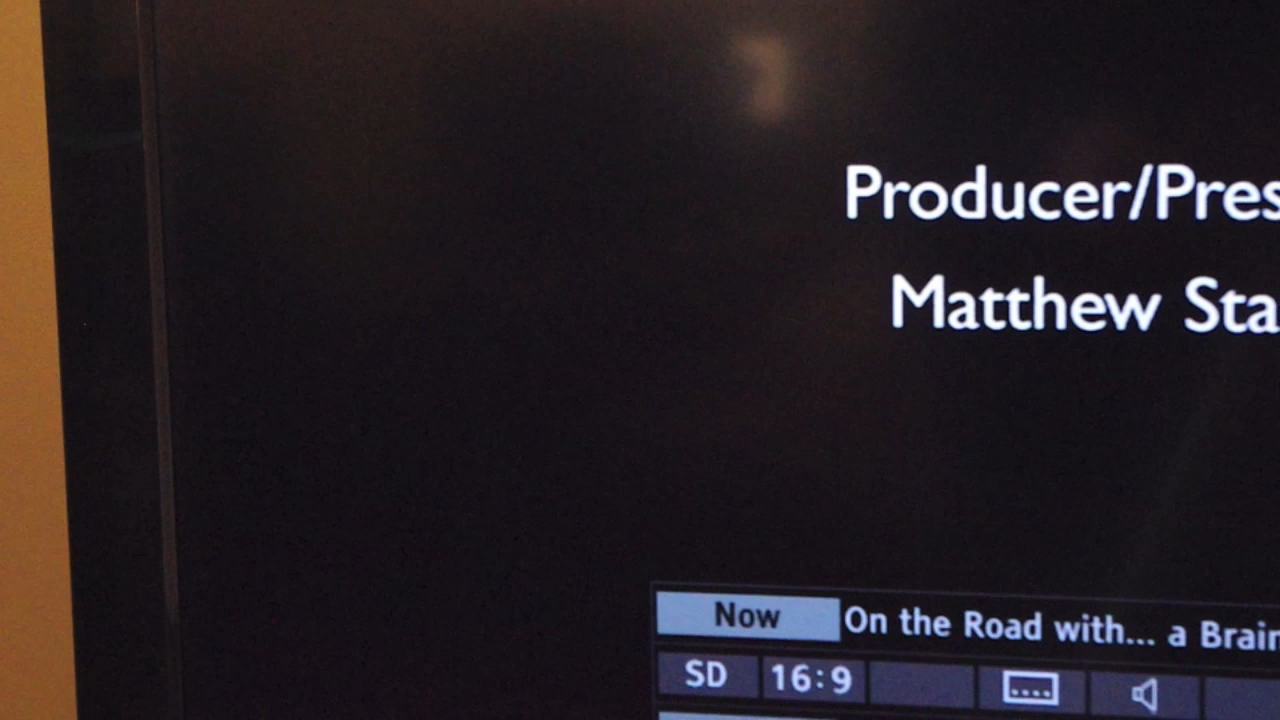 Producer/Pres
Matthew Sta
Now On the Road with... a Brain
SD 16:9